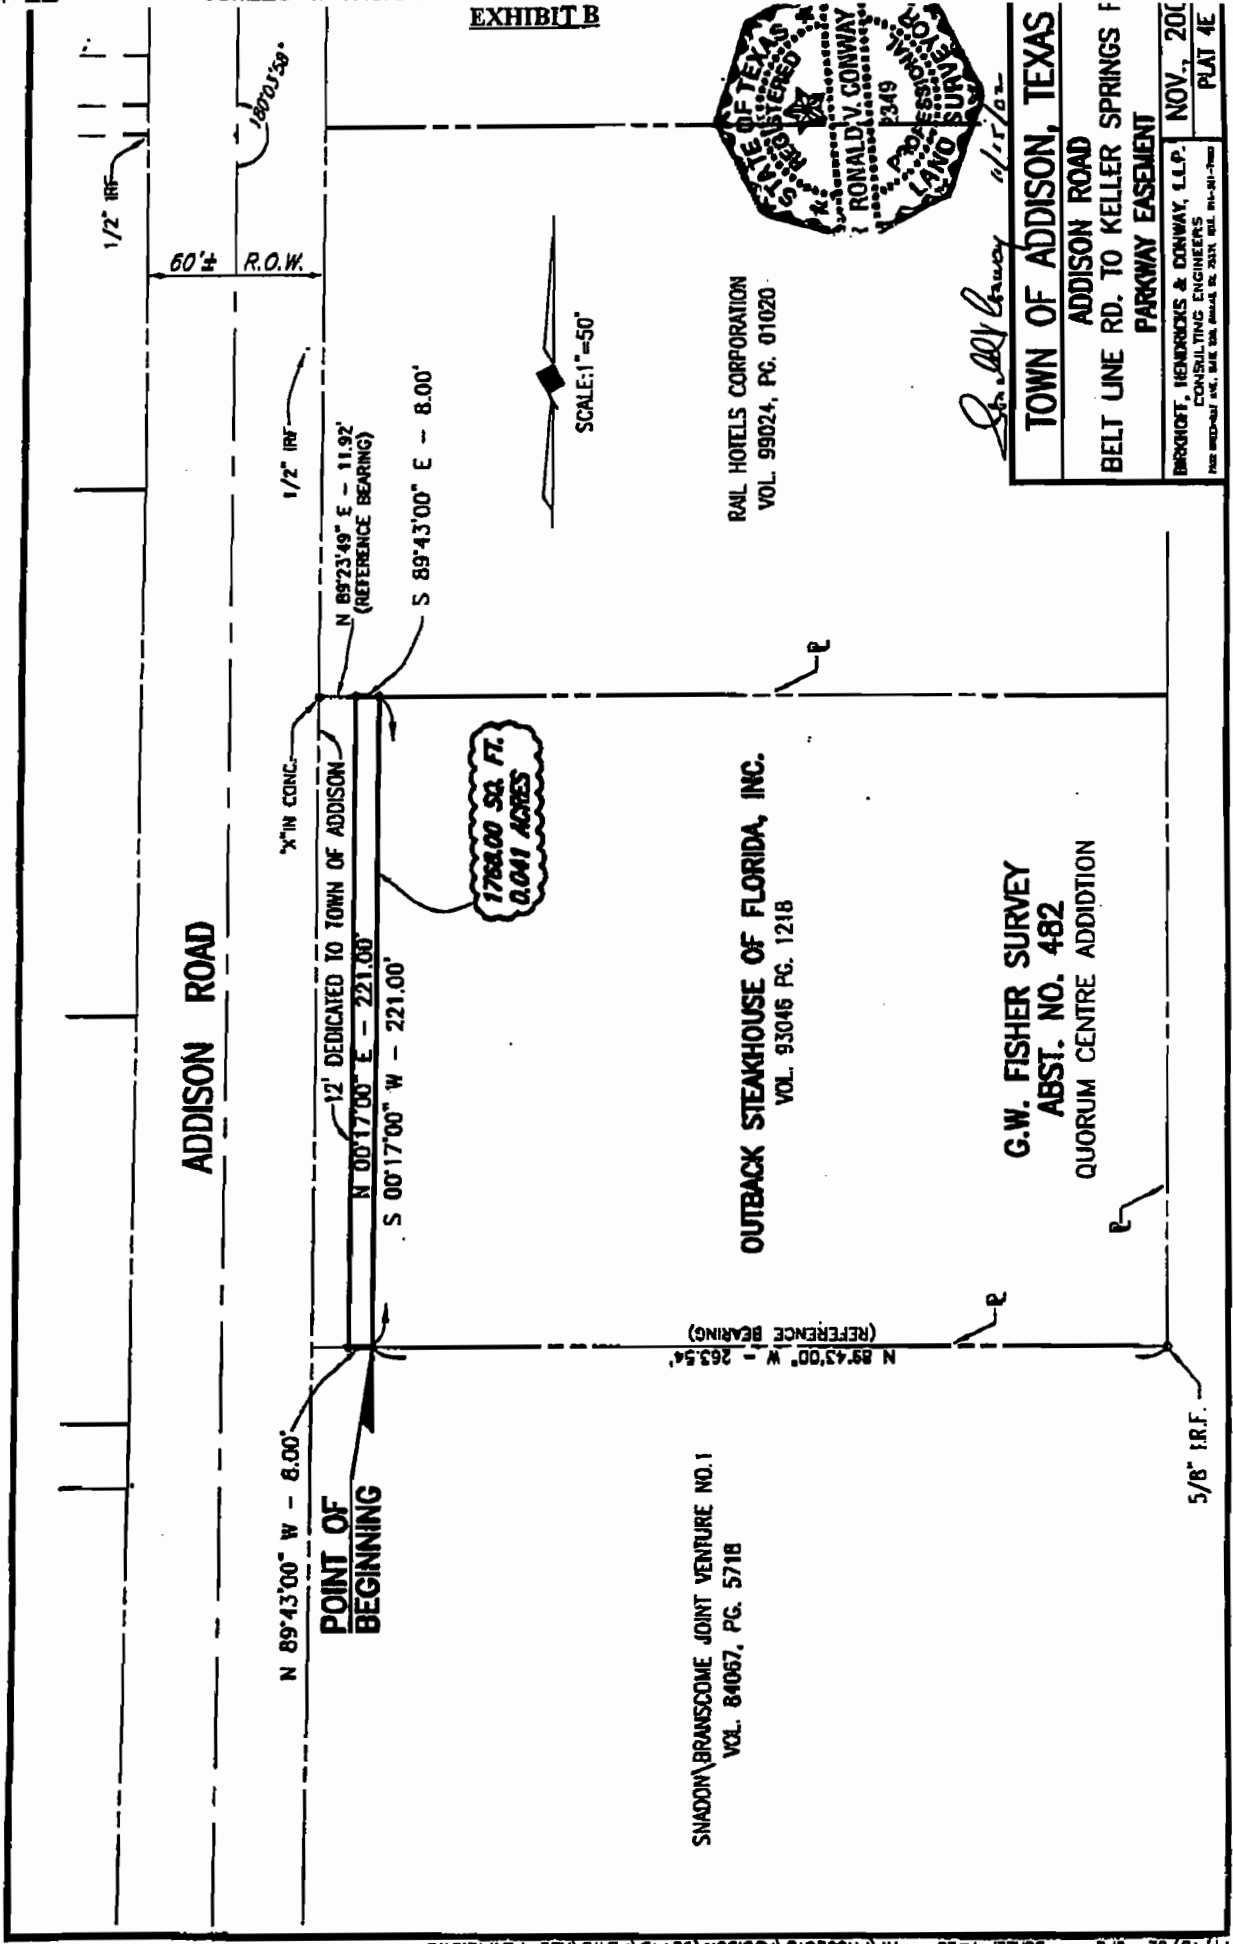 EXHIBIT B
1/2" IRF
180°03'58"
60'± R.O.W.
1/2" IRF
ADDISON ROAD
"X" IN CONC.
12' DEDICATED TO TOWN OF ADDISON
N 89°23'49" E - 11.92'
(REFERENCE BEARING)
S 89°43'00" E - 8.00'
N 00°17'00" E - 221.00'
S 00°17'00" W - 221.00'
1768.00 SQ. FT.
0.041 ACRES
N 89°43'00" W - 8.00'
POINT OF
BEGINNING
SCALE:1"=50'
RAIL HOTELS CORPORATION
VOL. 99024, PG. 01020
OUTBACK STEAKHOUSE OF FLORIDA, INC.
VOL. 93046 PG. 1218
G.W. FISHER SURVEY
ABST. NO. 482
QUORUM CENTRE ADDIDTION
N 89°43'00" W - 263.54'
(REFERENCE BEARING)
SNADON\BRANSCOME JOINT VENTURE NO.1
VOL. 84067, PG. 5718
5/8" I.R.F.
STATE OF TEXAS
REGISTERED
RONALD V. CONWAY
2349
PROFESSIONAL
LAND SURVEYOR
11/15/02
TOWN OF ADDISON, TEXAS
ADDISON ROAD
BELT LINE RD. TO KELLER SPRINGS
PARKWAY EASEMENT
BIRKHOFF, HENDRICKS & CONWAY, L.L.P.
CONSULTING ENGINEERS
NOV., 200
PLAT 4E